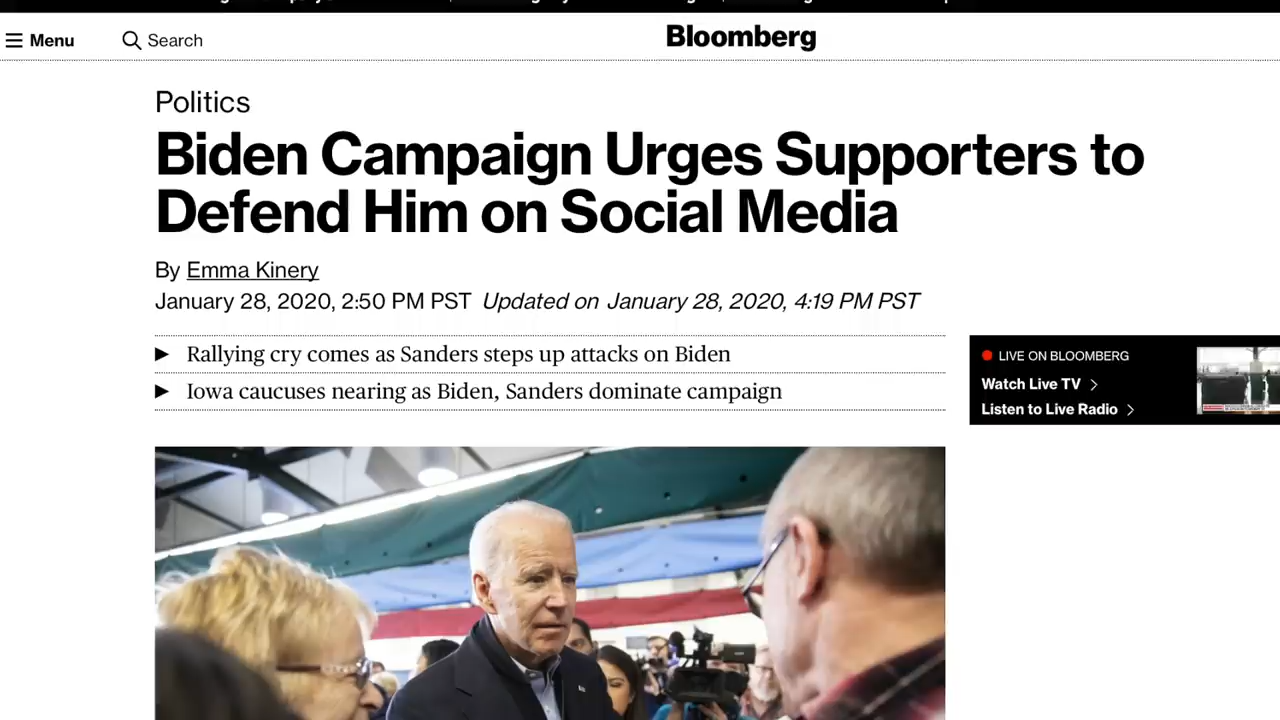 Menu
Search
Bloomberg
Politics
Biden Campaign Urges Supporters to
Defend Him on Social Media
By Emma Kinery
January 28, 2020, 2:50 PM PST Updated on January 28, 2020, 4:19 PM PST
▶ Rallying cry comes as Sanders steps up attacks on Biden
▶ Iowa caucuses nearing as Biden, Sanders dominate campaign
LIVE ON BLOOMBERG
Watch Live TV >
Listen to Live Radio >